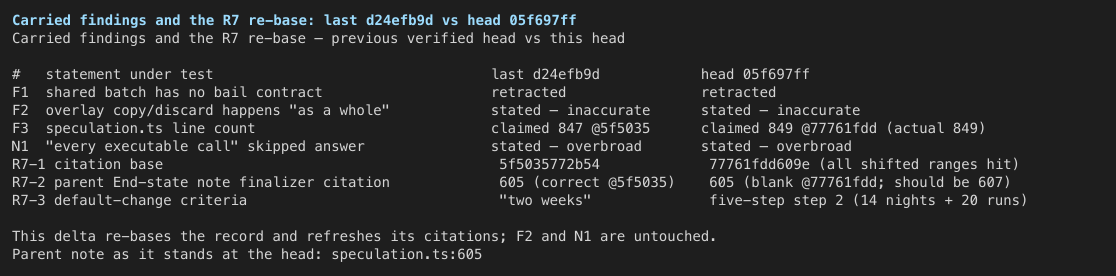 Carried findings and the R7 re-base: last d24efb9d vs head 05f697ff
Carried findings and the R7 re-base — previous verified head vs this head
# statement under test last d24efb9d head 05f697ff
F1 shared batch has no bail contract retracted retracted
F2 overlay copy/discard happens "as a whole" stated — inaccurate stated — inaccurate
F3 speculation.ts line count claimed 847 @5f5035 claimed 849 @77761fdd (actual 849)
N1 "every executable call" skipped answer stated — overbroad stated — overbroad
R7-1 citation base 5f5035772b54 77761fdd609e (all shifted ranges hit)
R7-2 parent End-state note finalizer citation 605 (correct @5f5035) 605 (blank @77761fdd; should be 607)
R7-3 default-change criteria "two weeks" five-step step 2 (14 nights + 20 runs)
This delta re-bases the record and refreshes its citations; F2 and N1 are untouched.
Parent note as it stands at the head: speculation.ts:605